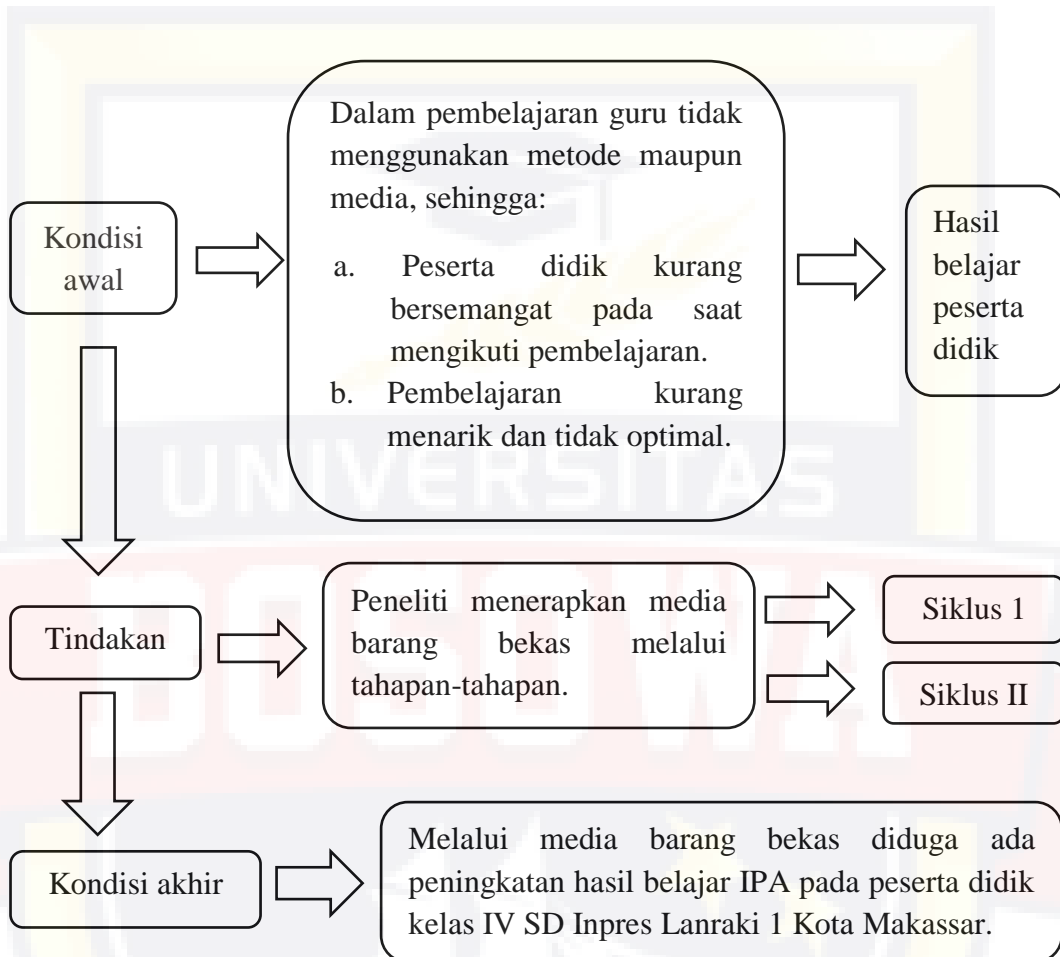 Kondisi
awal
Dalam pembelajaran guru tidak
menggunakan metode maupun
media, sehingga:
a. Peserta didik kurang
bersemangat pada saat
mengikuti pembelajaran.
b. Pembelajaran kurang
menarik dan tidak optimal.
Hasil
belajar
peserta
didik
UNIVERSITAS
BOSOWA
Tindakan
Peneliti menerapkan media
barang bekas melalui
tahapan-tahapan.
Siklus 1
Siklus II
Kondisi akhir
Melalui media barang bekas diduga ada
peningkatan hasil belajar IPA pada peserta didik
kelas IV SD Inpres Lanraki 1 Kota Makassar.